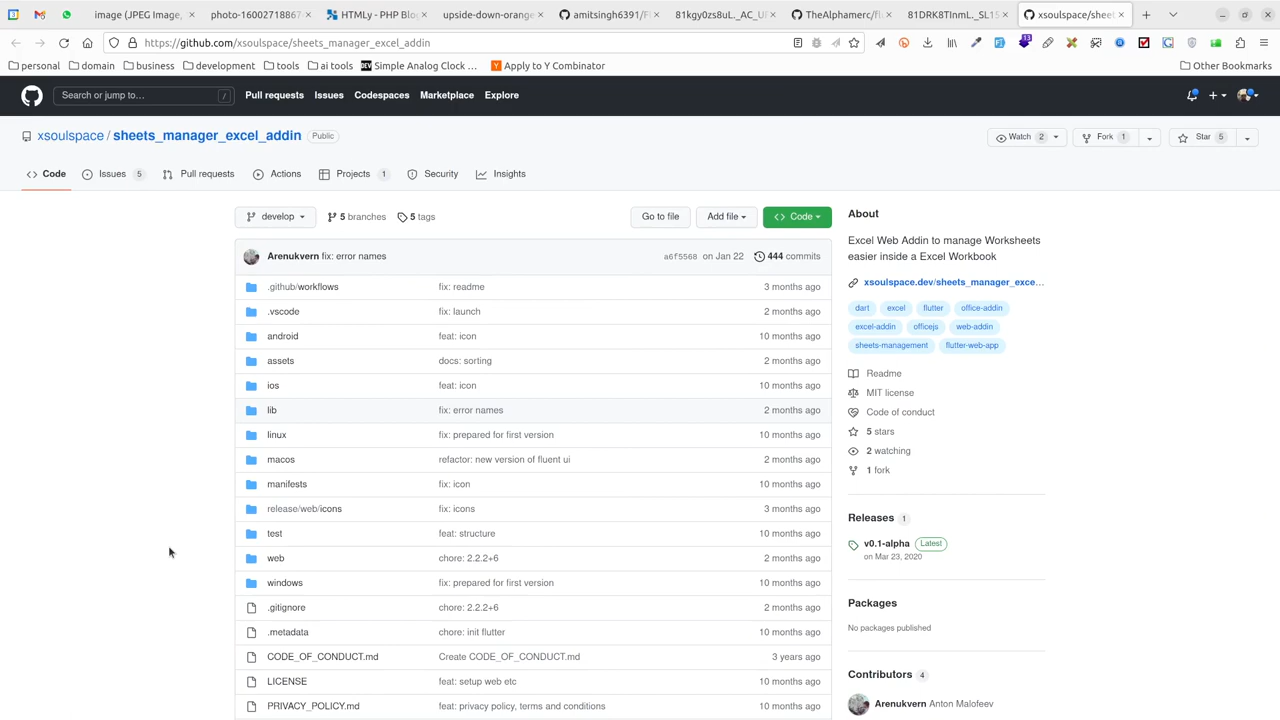 image (JPEG Image,
photo-1600271886
HTMLy - PHP Blo
upside-down-orange
amitsingh6391/Fl
81kgy0zs8uL._AC_U
TheAlphamerc/fl
81DRK8TInmL._SL15
xsoulspace/sheet
https://github.com/xsoulspace/sheets_manager_excel_addin
13
personal
domain
business
development
tools
ai tools
DEV Simple Analog Clock ...
Y Apply to Y Combinator
Other Bookmarks
Search or jump to… /
Pull requests
Issues
Codespaces
Marketplace
Explore
xsoulspace / sheets_manager_excel_addin Public
Watch 2
Fork 1
Star 5
Code
Issues 5
Pull requests
Actions
Projects 1
Security
Insights
develop
5 branches
5 tags
Go to file
Add file
Code
Arenukvern fix: error names
a6f5568 on Jan 22
444 commits
.github/workflows fix: readme 3 months ago
.vscode fix: launch 2 months ago
android feat: icon 10 months ago
assets docs: sorting 2 months ago
ios feat: icon 10 months ago
lib fix: error names 2 months ago
linux fix: prepared for first version 10 months ago
macos refactor: new version of fluent ui 2 months ago
manifests fix: icon 10 months ago
release/web/icons fix: icons 3 months ago
test feat: structure 10 months ago
web chore: 2.2.2+6 2 months ago
windows fix: prepared for first version 10 months ago
.gitignore chore: 2.2.2+6 2 months ago
.metadata chore: init flutter 10 months ago
CODE_OF_CONDUCT.md Create CODE_OF_CONDUCT.md 3 years ago
LICENSE feat: setup web etc 10 months ago
PRIVACY_POLICY.md feat: privacy policy, terms and conditions 10 months ago
About
Excel Web Addin to manage Worksheets
easier inside a Excel Workbook
xsoulspace.dev/sheets_manager_exce…
dart excel flutter office-addin
excel-addin officejs web-addin
sheets-management flutter-web-app
Readme
MIT license
Code of conduct
5 stars
2 watching
1 fork
Releases 1
v0.1-alpha Latest
on Mar 23, 2020
Packages
No packages published
Contributors 4
Arenukvern Anton Malofeev